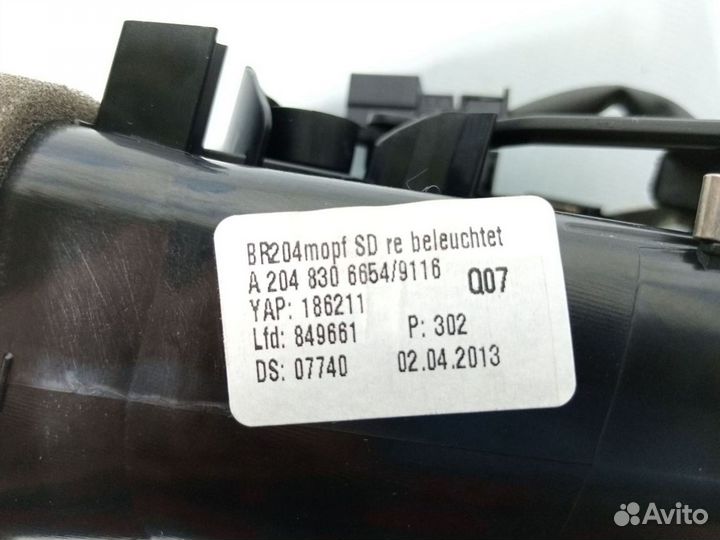 BR204mopf SD re beleuchtet
A 204 830 6654/9116 Q07
YAP: 186211
Lfd: 849661 P: 302
DS: 07740 02.04.2013
Avito